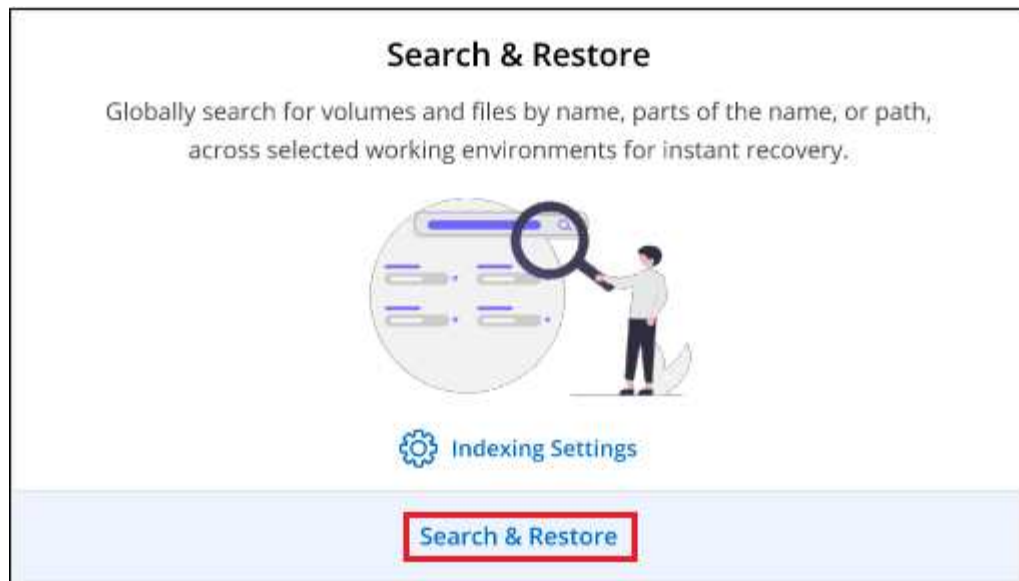 Search & Restore
Globally search for volumes and files by name, parts of the name, or path,
across selected working environments for instant recovery.
Indexing Settings
Search & Restore